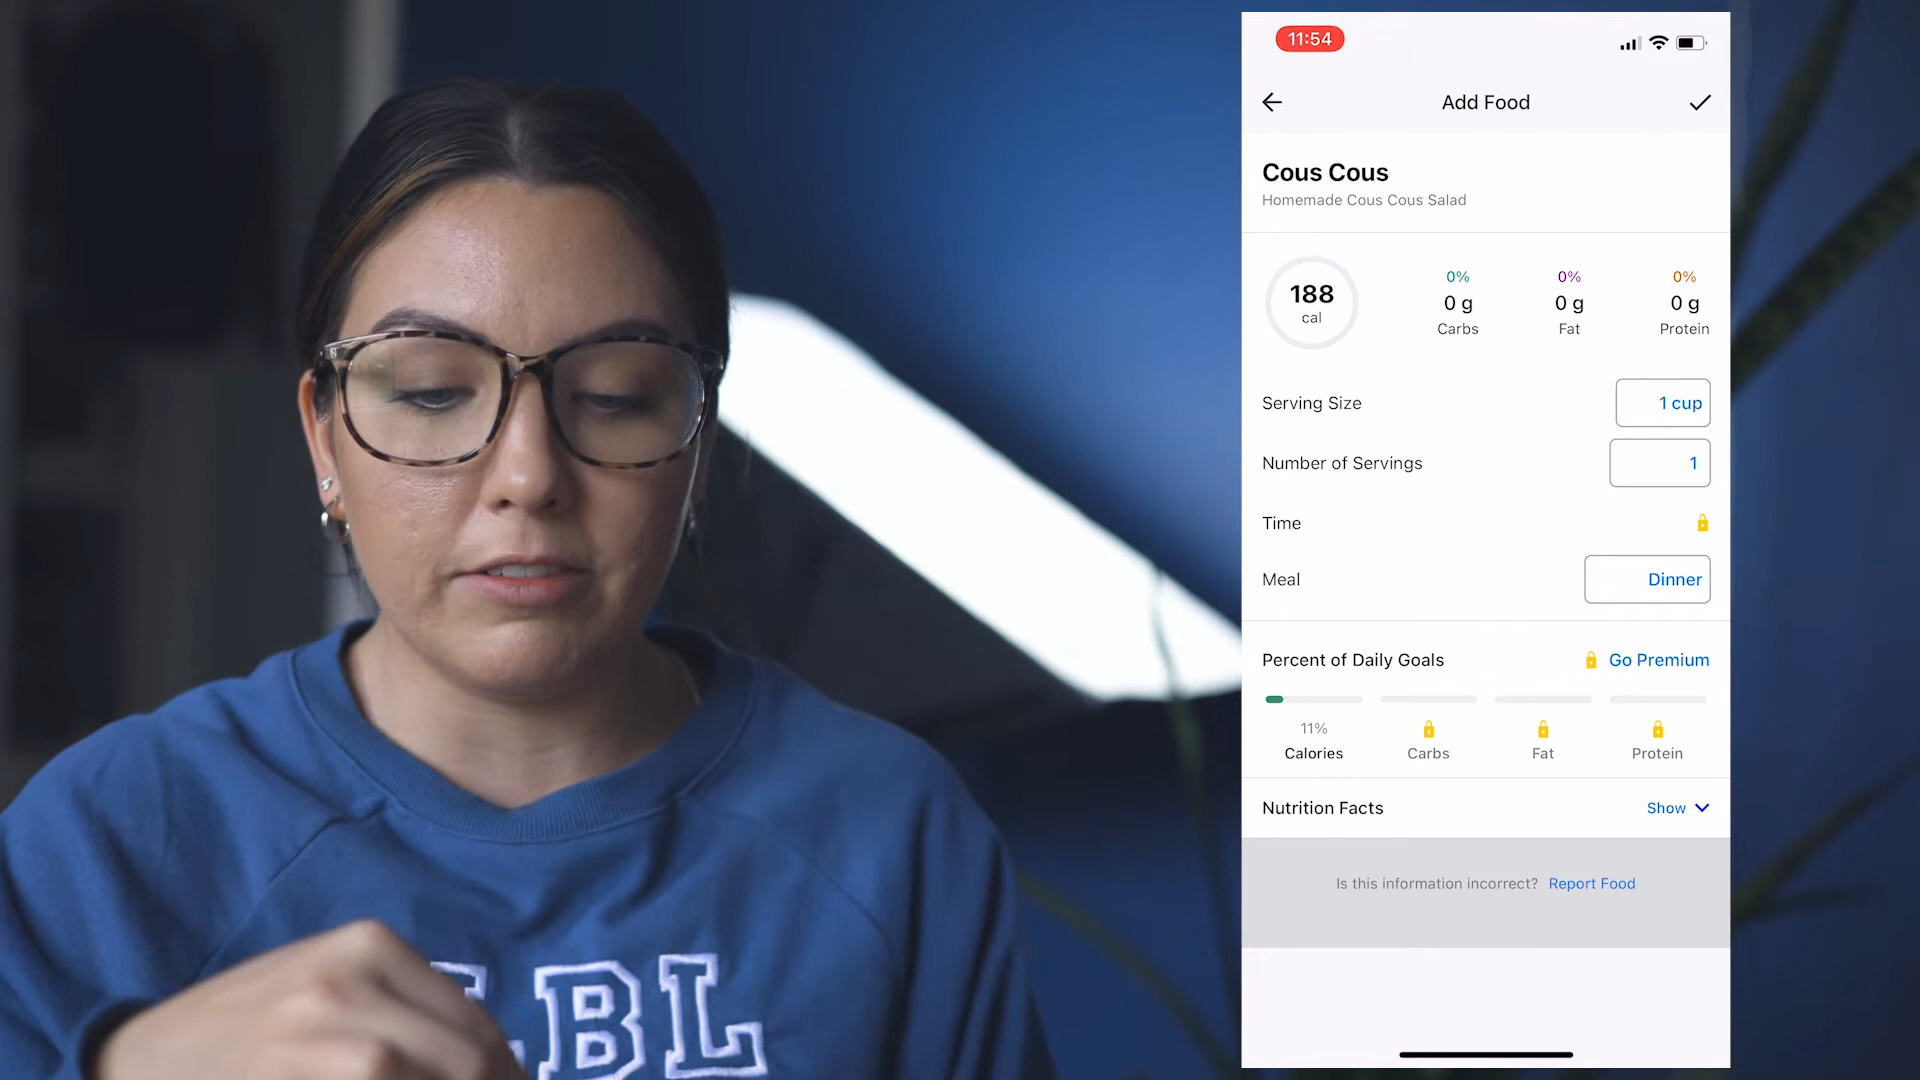 11:54
Add Food
Cous Cous
Homemade Cous Cous Salad
188
cal
0% 0% 0%
0 g 0 g 0 g
Carbs Fat Protein
Serving Size 1 cup
Number of Servings 1
Time
Meal Dinner
Percent of Daily Goals Go Premium
11%
Calories Carbs Fat Protein
Nutrition Facts Show
Is this information incorrect? Report Food
BL